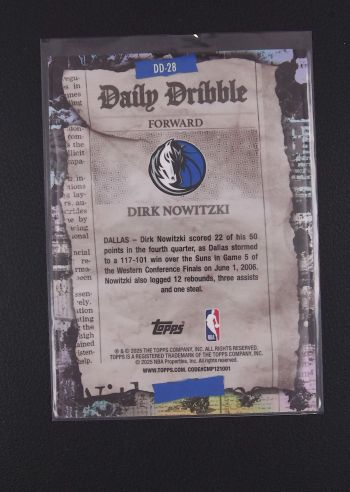 DD-28
Daily Dribble
FORWARD
DIRK NOWITZKI
DALLAS – Dirk Nowitzki scored 22 of his 50
points in the fourth quarter, as Dallas stormed
to a 117-101 win over the Suns in Game 5 of
the Western Conference Finals on June 1, 2006.
Nowitzki also logged 12 rebounds, three assists
and one steal.
Topps
NBA
® & © 2025 THE TOPPS COMPANY, INC. ALL RIGHTS RESERVED.
TOPPS IS A REGISTERED TRADEMARK OF THE TOPPS COMPANY, INC.
© 2025 NBA Properties, Inc. All rights reserved.
WWW.TOPPS.COM. CODE#CMP121001